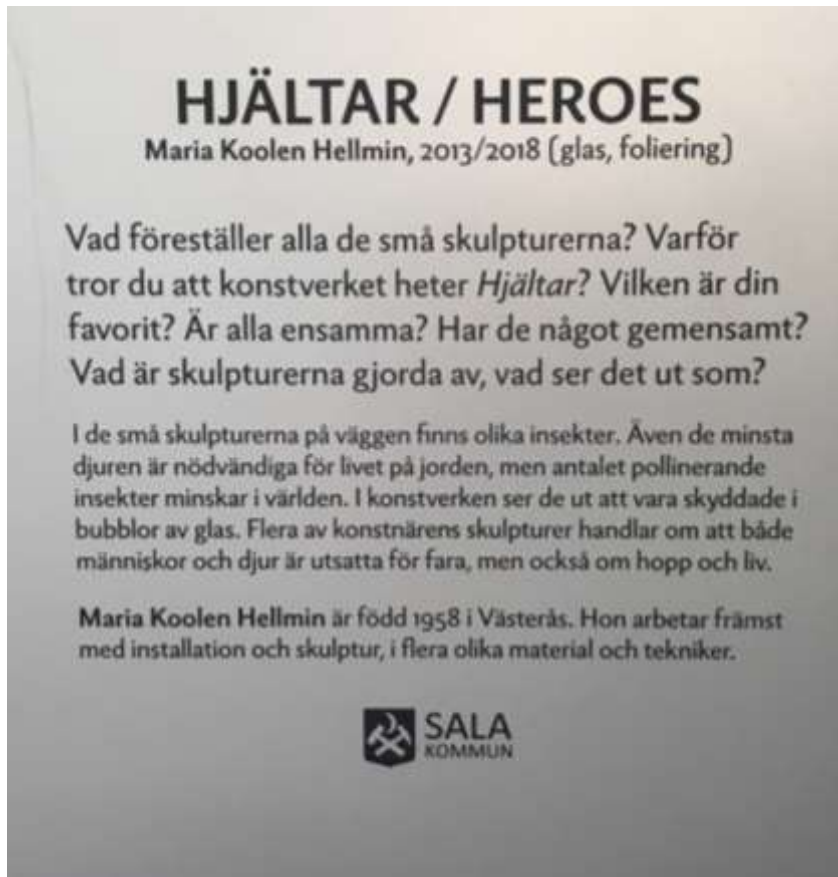 HJÄLTAR / HEROES
Maria Koolen Hellmin, 2013/2018 (glas, foliering)
Vad föreställer alla de små skulpturerna? Varför
tror du att konstverket heter Hjältar? Vilken är din
favorit? Är alla ensamma? Har de något gemensamt?
Vad är skulpturerna gjorda av, vad ser det ut som?
I de små skulpturerna på väggen finns olika insekter. Även de minsta
djuren är nödvändiga för livet på jorden, men antalet pollinerande
insekter minskar i världen. I konstverken ser de ut att vara skyddade i
bubblor av glas. Flera av konstnärens skulpturer handlar om att både
människor och djur är utsatta för fara, men också om hopp och liv.
Maria Koolen Hellmin är född 1958 i Västerås. Hon arbetar främst
med installation och skulptur, i flera olika material och tekniker.
SALA
KOMMUN